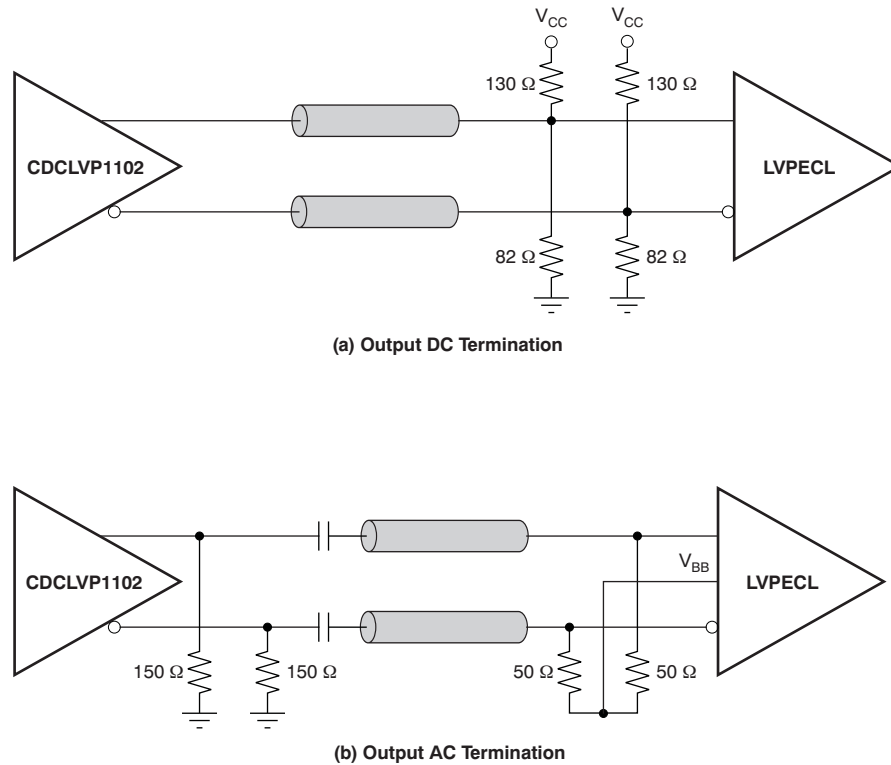 V_CC V_CC
130 Ω 130 Ω
CDCLVP1102 LVPECL
82 Ω 82 Ω
(a) Output DC Termination
V_BB
CDCLVP1102 LVPECL
150 Ω 150 Ω 50 Ω 50 Ω
(b) Output AC Termination